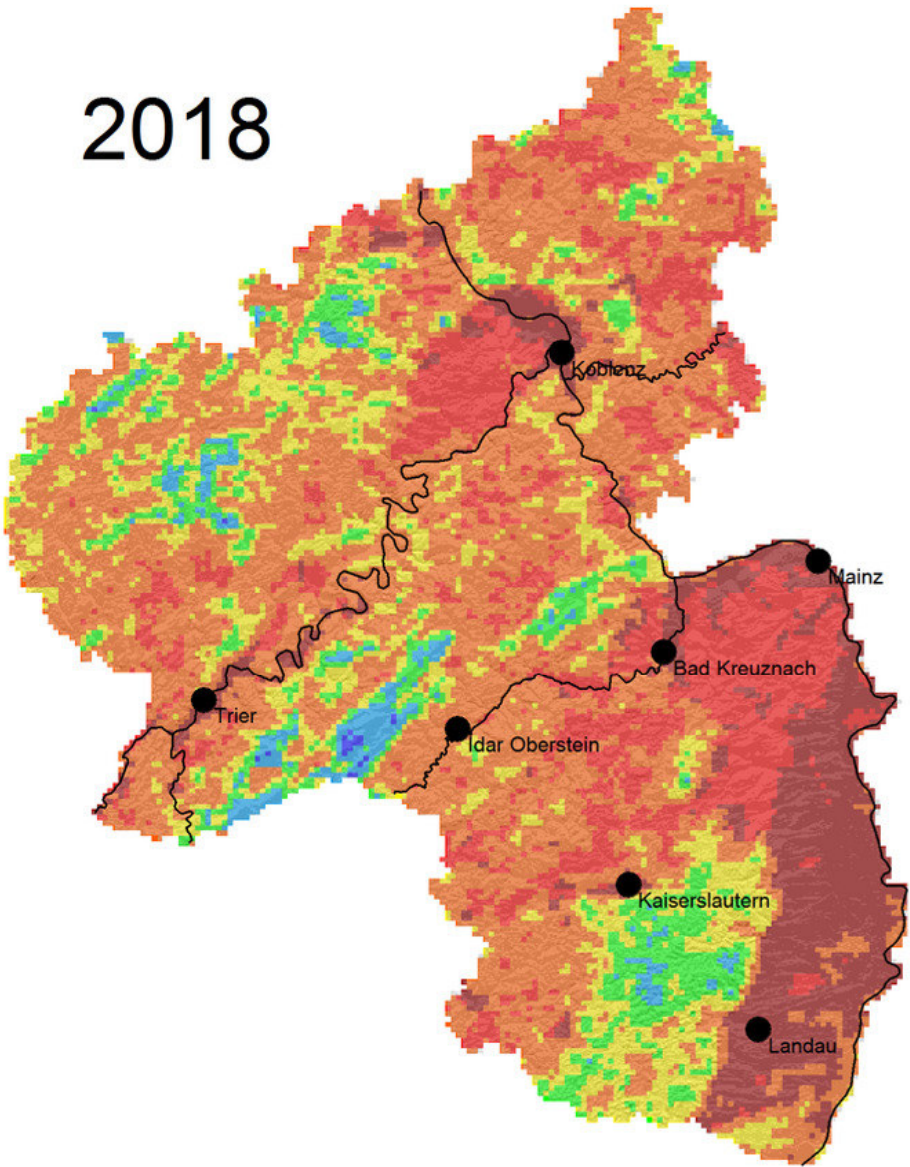 2018
Koblenz
Mainz
Bad Kreuznach
Trier
Idar Oberstein
Kaiserslautern
Landau